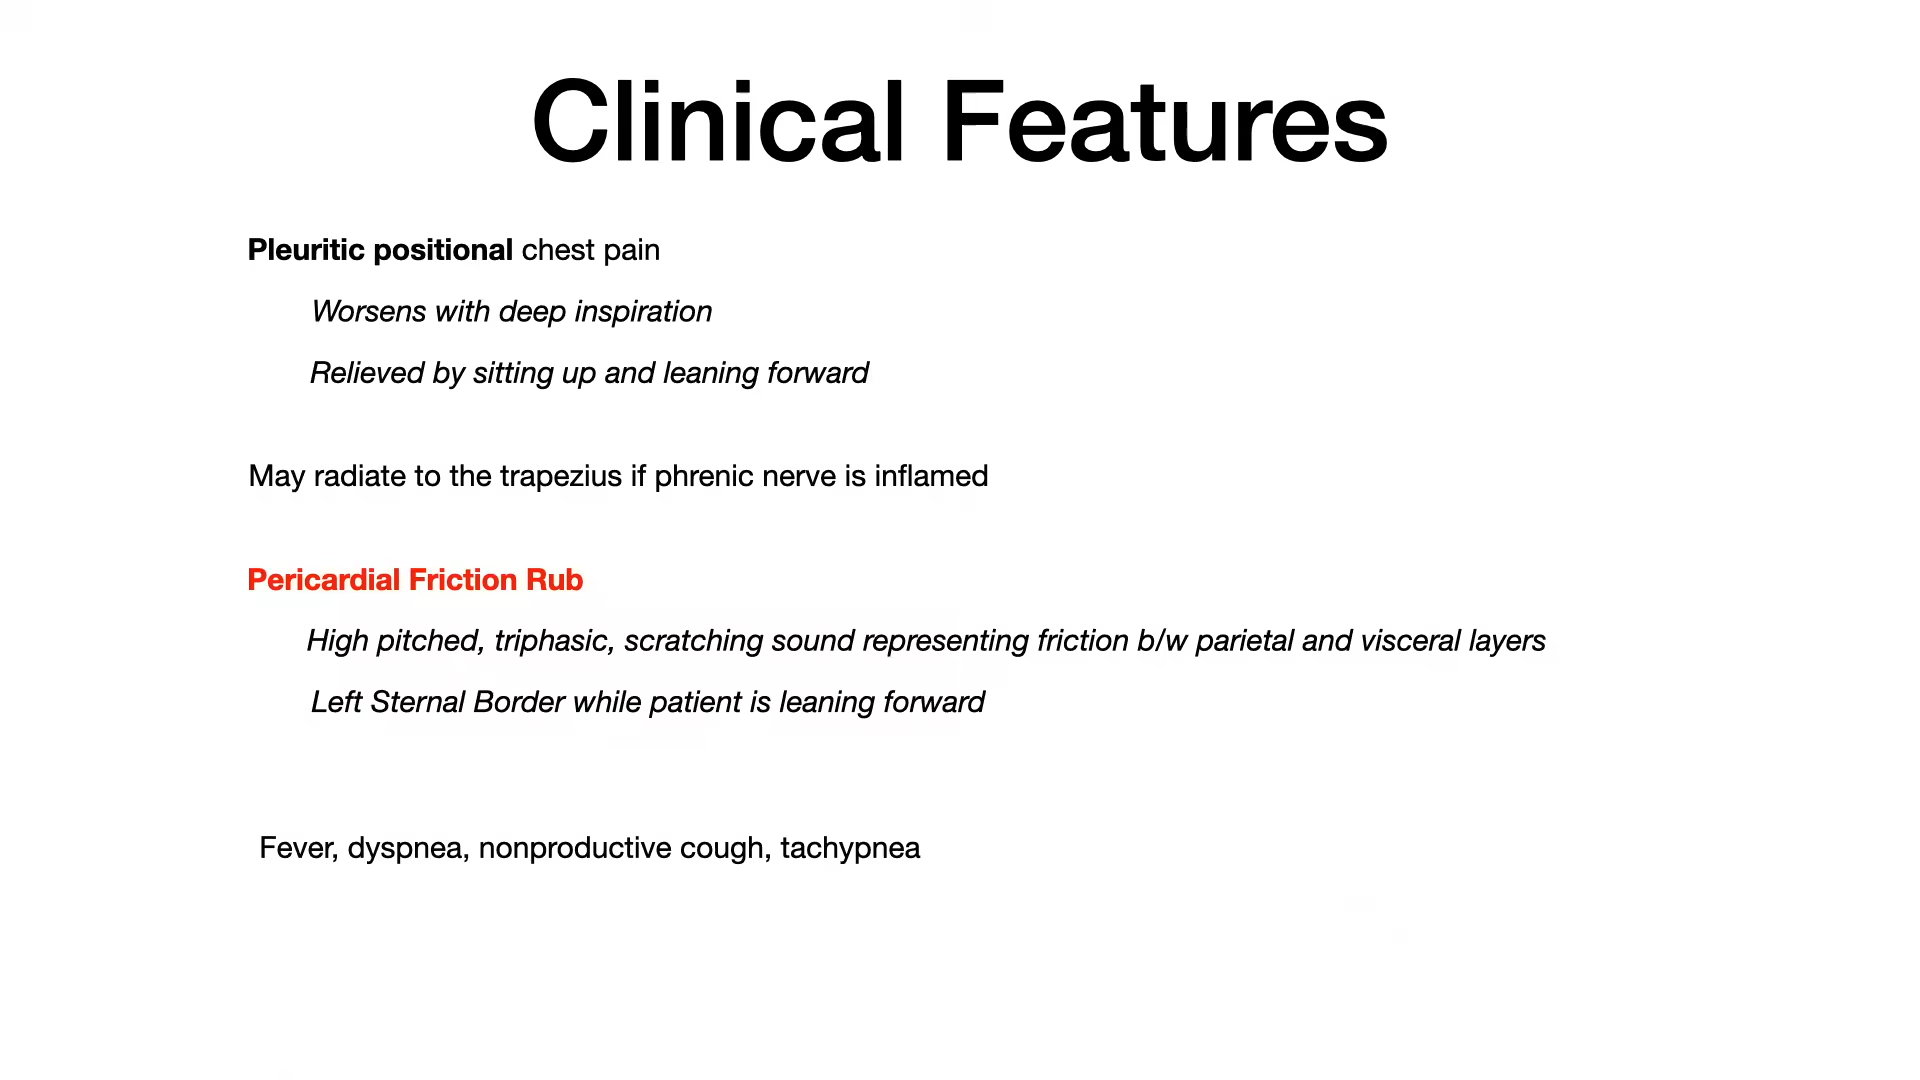 Clinical Features
Pleuritic positional chest pain
Worsens with deep inspiration
Relieved by sitting up and leaning forward
May radiate to the trapezius if phrenic nerve is inflamed
Pericardial Friction Rub
High pitched, triphasic, scratching sound representing friction b/w parietal and visceral layers
Left Sternal Border while patient is leaning forward
Fever, dyspnea, nonproductive cough, tachypnea